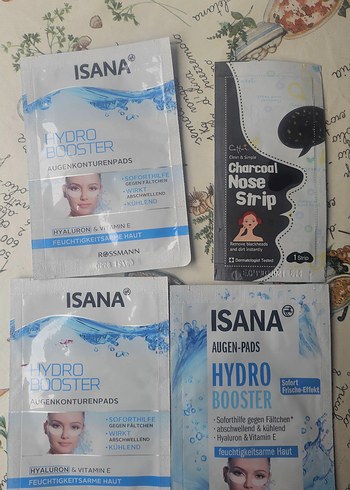 ISANA
HYDRO
BOOSTER
AUGENKONTURENPADS
•SOFORTHILFE
GEGEN FÄLTCHEN
•WIRKT
ABSCHWELLEND
•KÜHLEND
HYALURON & VITAMIN E
FEUCHTIGKEITSARME HAUT
ROSSMANN
Charcoal
Nose
Strip
Remove blackheads
and dirt instantly
Dermatologist Tested
1 Strip
ISANA
HYDRO
BOOSTER
AUGENKONTURENPADS
•SOFORTHILFE
GEGEN FÄLTCHEN
•WIRKT
ABSCHWELLEND
•KÜHLEND
HYALURON & VITAMIN E
FEUCHTIGKEITSARME HAUT
ISANA
AUGEN-PADS
HYDRO
BOOSTER
Sofort
Frische-Effekt
• Soforthilfe gegen Fältchen*
• abschwellend & kühlend
• Hyaluron & Vitamin E
feuchtigkeitsarme Haut